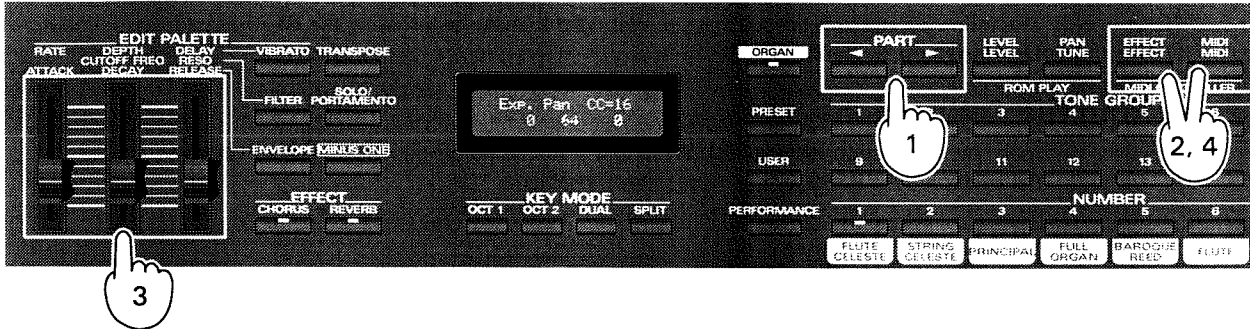 EDIT PALETTE
RATE DEPTH DELAY
CUTOFF FREQ RESO
ATTACK DECAY RELEASE
VIBRATO TRANSPOSE
FILTER SOLO/PORTAMENTO
ENVELOPE MINUS ONE
EFFECT
CHORUS REVERB
Exp. Pan CC=16
0 64 0
KEY MODE
OCT 1 OCT 2 DUAL SPLIT
ORGAN
PRESET
USER
PERFORMANCE
PART
◄ ►
LEVEL PAN EFFECT MIDI
LEVEL TUNE EFFECT MIDI
ROM PLAY
TONE GROUP
1 3 4 5
9 11 12 13
NUMBER
1 2 3 4 5 6
FLUTE CELESTE
STRING CELESTE
PRINCIPAL
FULL ORGAN
BAROQUE REED
FLUTE
1
2, 4
3